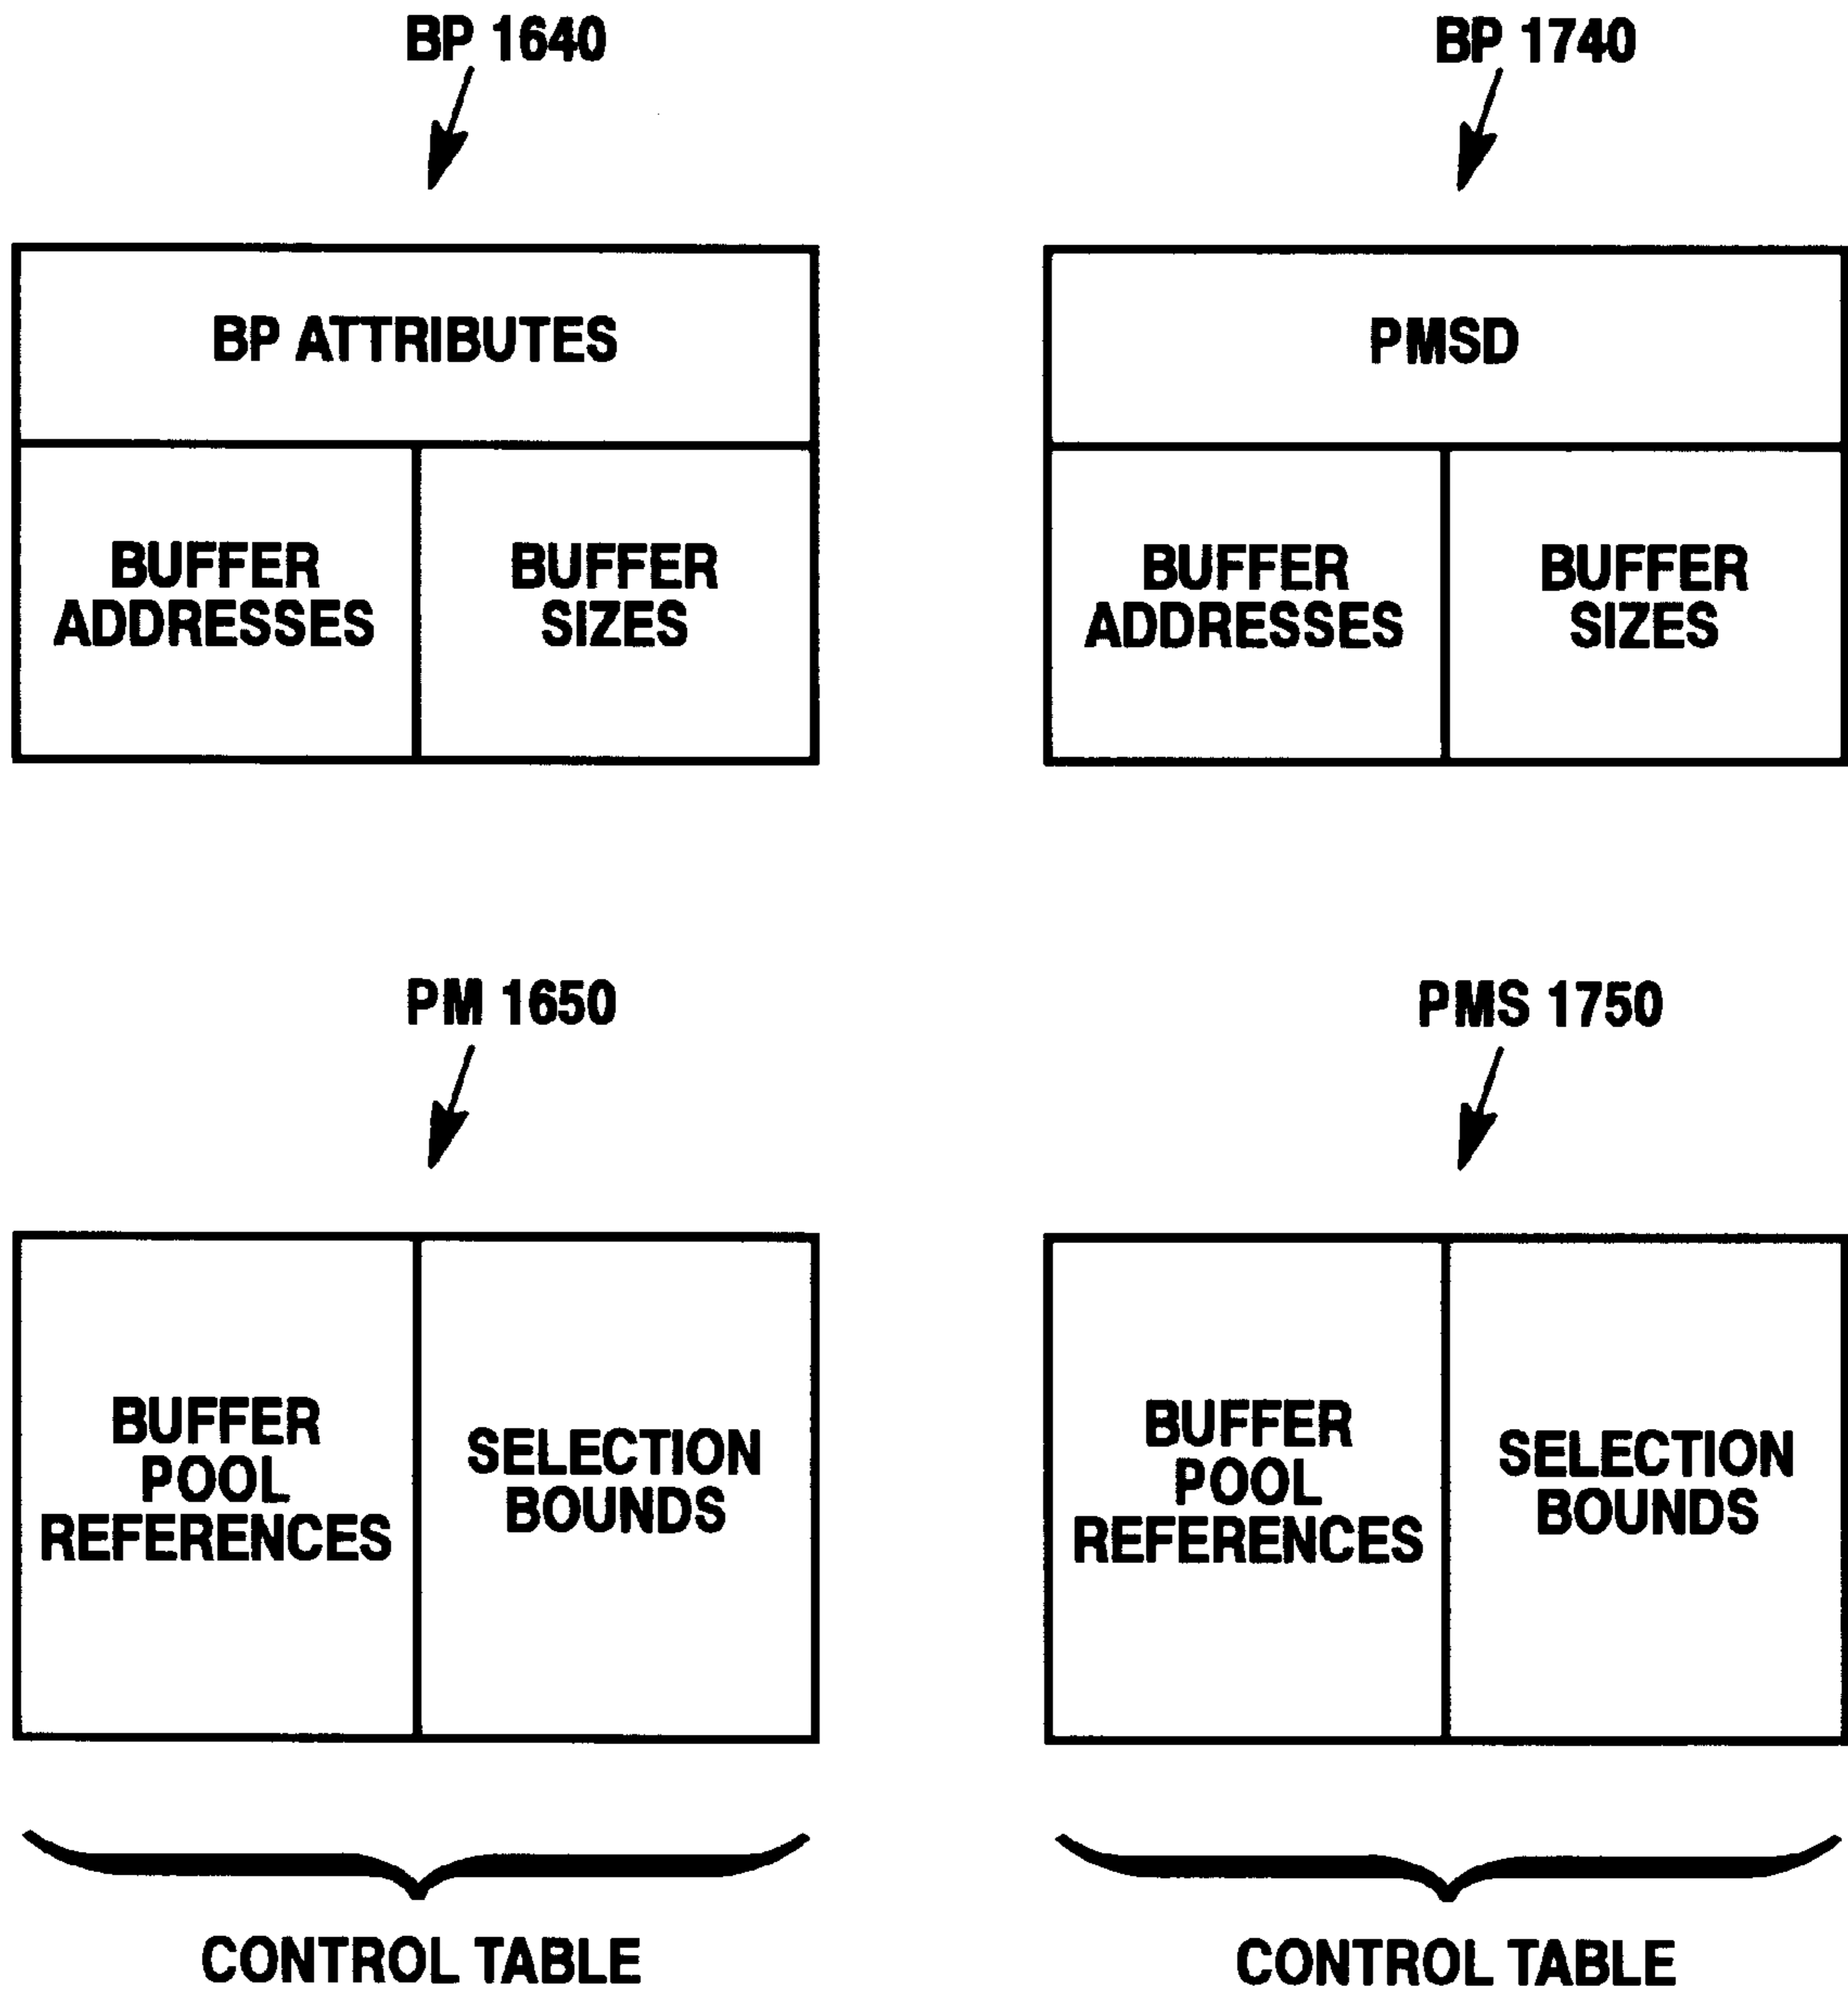 BP 1640
BP ATTRIBUTES
BUFFER
ADDRESSES
BUFFER
SIZES
BP 1740
PMSD
BUFFER
ADDRESSES
BUFFER
SIZES
PM 1650
BUFFER
POOL
REFERENCES
SELECTION
BOUNDS
CONTROL TABLE
PMS 1750
BUFFER
POOL
REFERENCES
SELECTION
BOUNDS
CONTROL TABLE